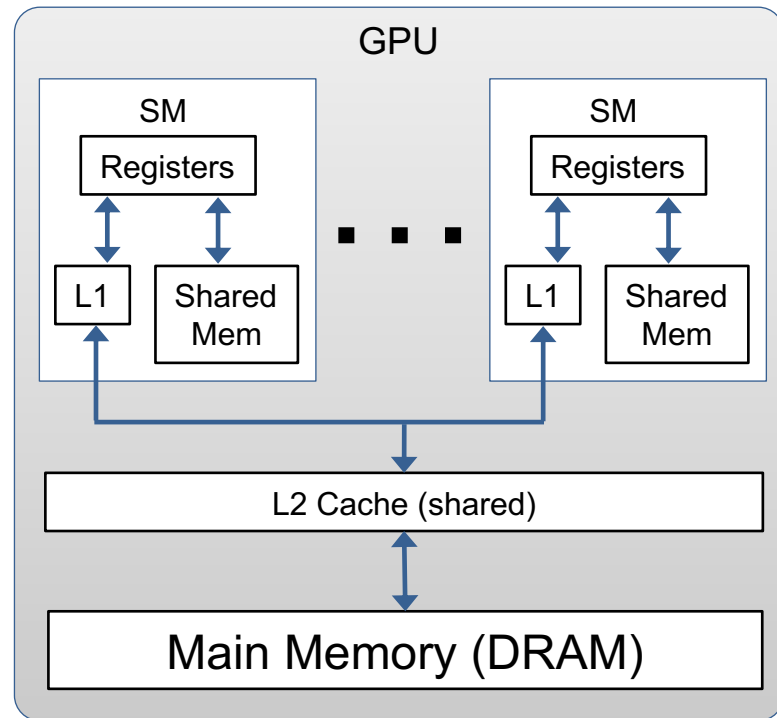 GPU
SM
Registers
L1
Shared
Mem
SM
Registers
L1
Shared
Mem
L2 Cache (shared)
Main Memory (DRAM)